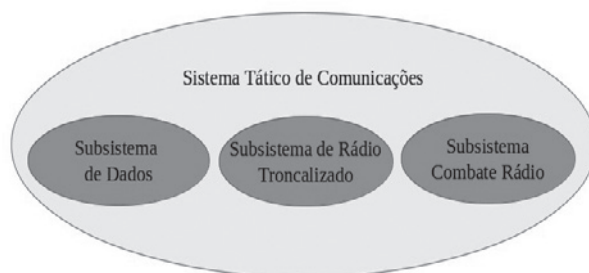 Sistema Tático de Comunicações
Subsistema
de Dados
Subsistema de Rádio
Troncalizado
Subsistema
Combate Rádio